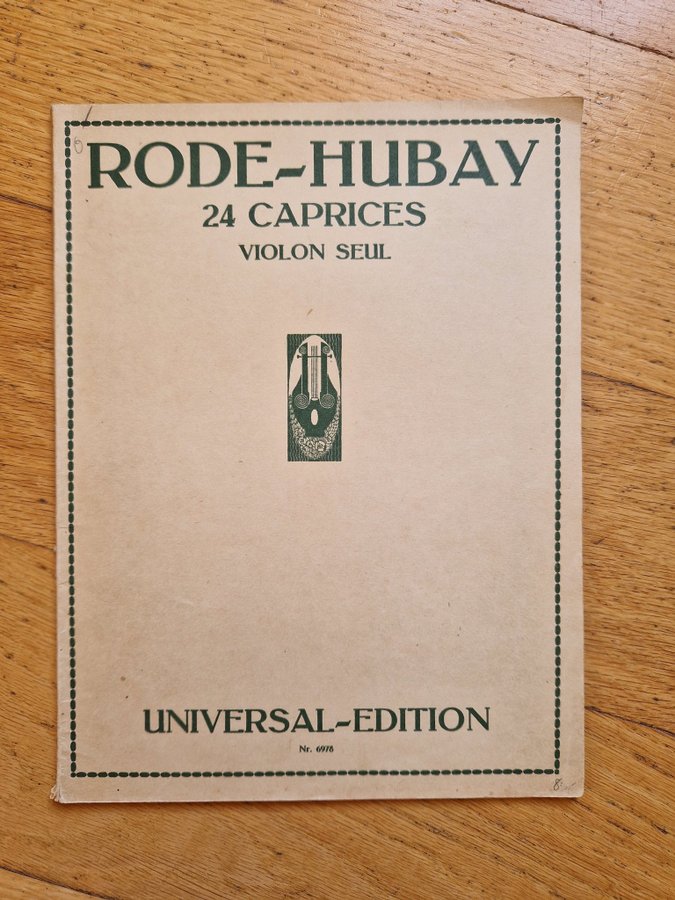 RODE-HUBAY
24 CAPRICES
VIOLON SEUL
UNIVERSAL-EDITION
Nr. 6978